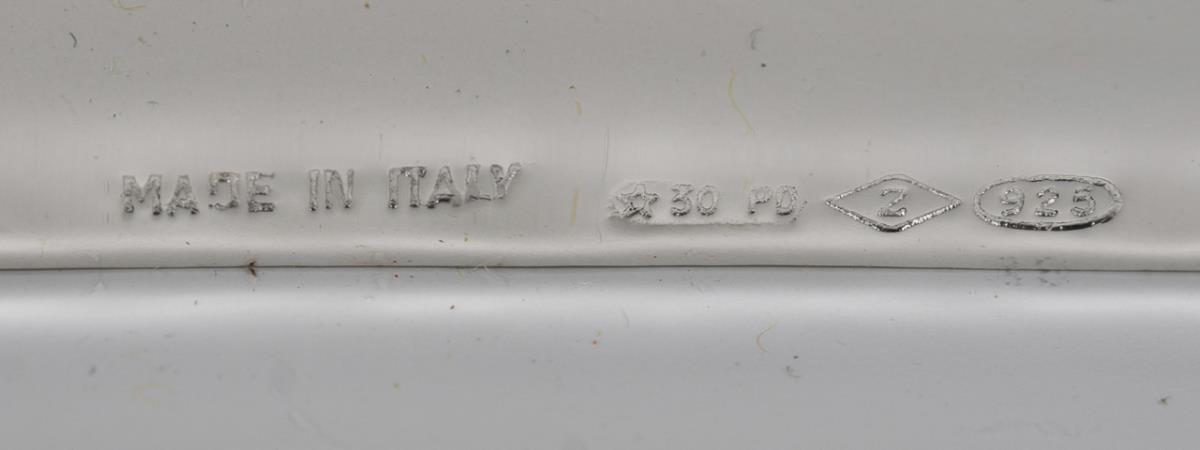 MADE IN ITALY ☆30 PD Z 925